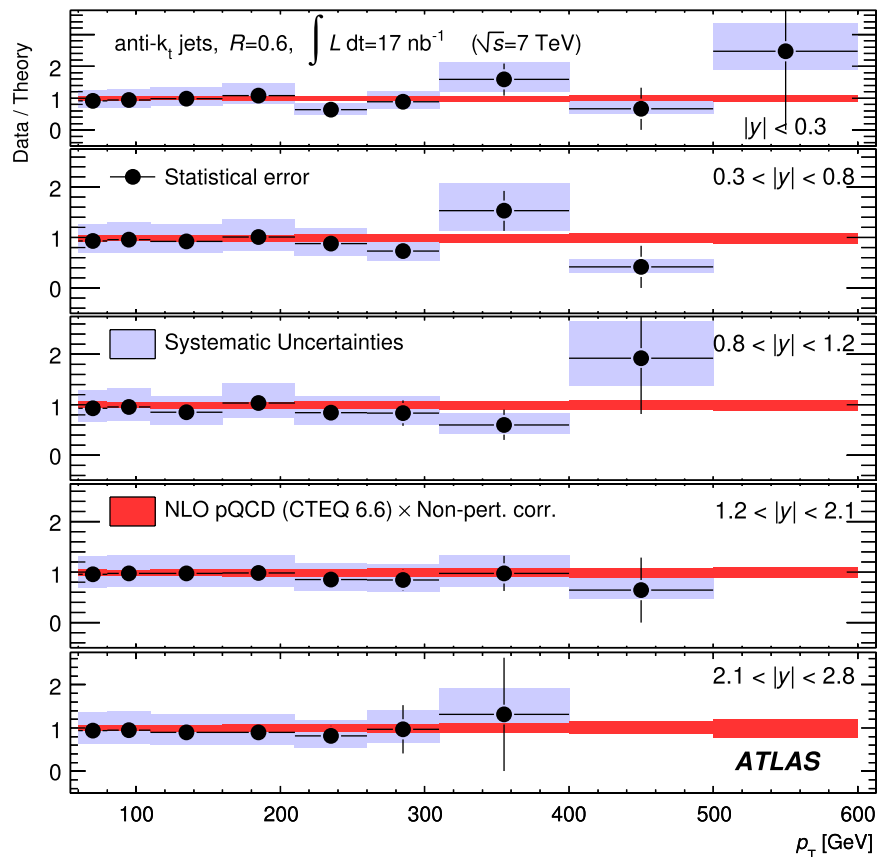 anti-kt jets, R=0.6, ∫ L dt=17 nb⁻¹ (√s=7 TeV)
Data / Theory
2
1
0
|y| < 0.3
Statistical error
0.3 < |y| < 0.8
2
1
0
Systematic Uncertainties
0.8 < |y| < 1.2
2
1
0
NLO pQCD (CTEQ 6.6) × Non-pert. corr.
1.2 < |y| < 2.1
2
1
0
2.1 < |y| < 2.8
2
1
0
ATLAS
100 200 300 400 500 600
pT [GeV]